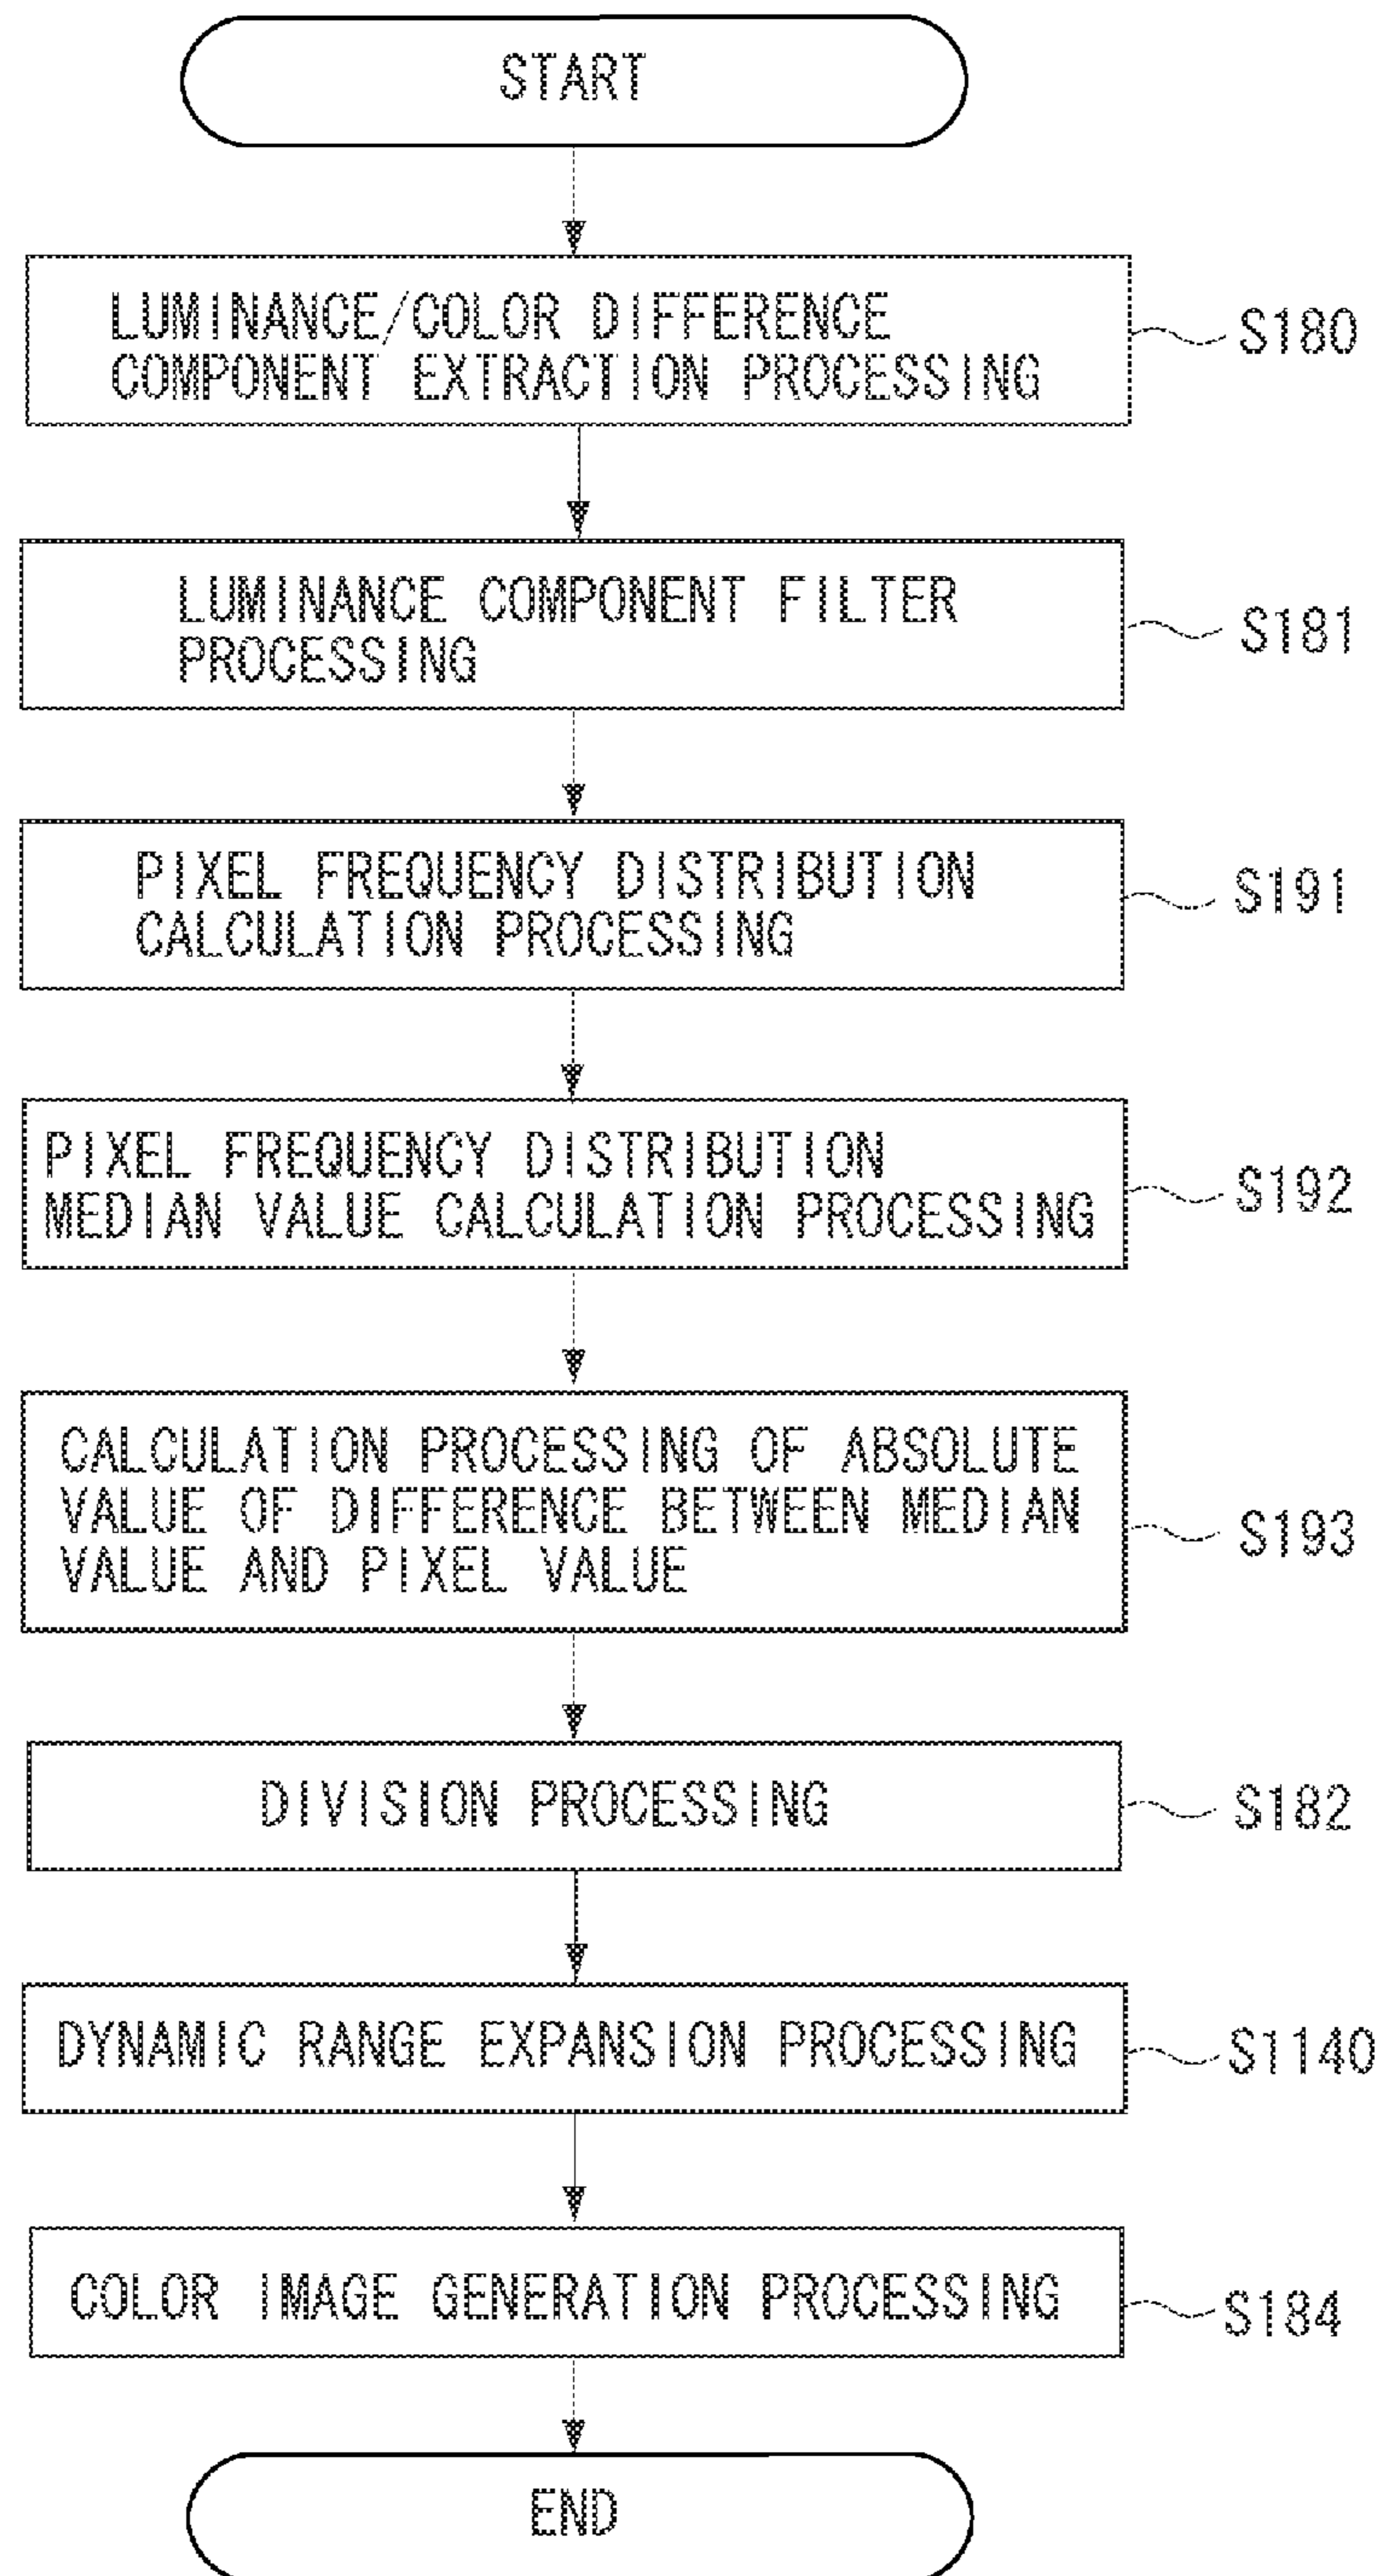 START
LUMINANCE/COLOR DIFFERENCE
COMPONENT EXTRACTION PROCESSING
S180
LUMINANCE COMPONENT FILTER
PROCESSING
S181
PIXEL FREQUENCY DISTRIBUTION
CALCULATION PROCESSING
S191
PIXEL FREQUENCY DISTRIBUTION
MEDIAN VALUE CALCULATION PROCESSING
S192
CALCULATION PROCESSING OF ABSOLUTE
VALUE OF DIFFERENCE BETWEEN MEDIAN
VALUE AND PIXEL VALUE
S193
DIVISION PROCESSING
S182
DYNAMIC RANGE EXPANSION PROCESSING
S1140
COLOR IMAGE GENERATION PROCESSING
S184
END